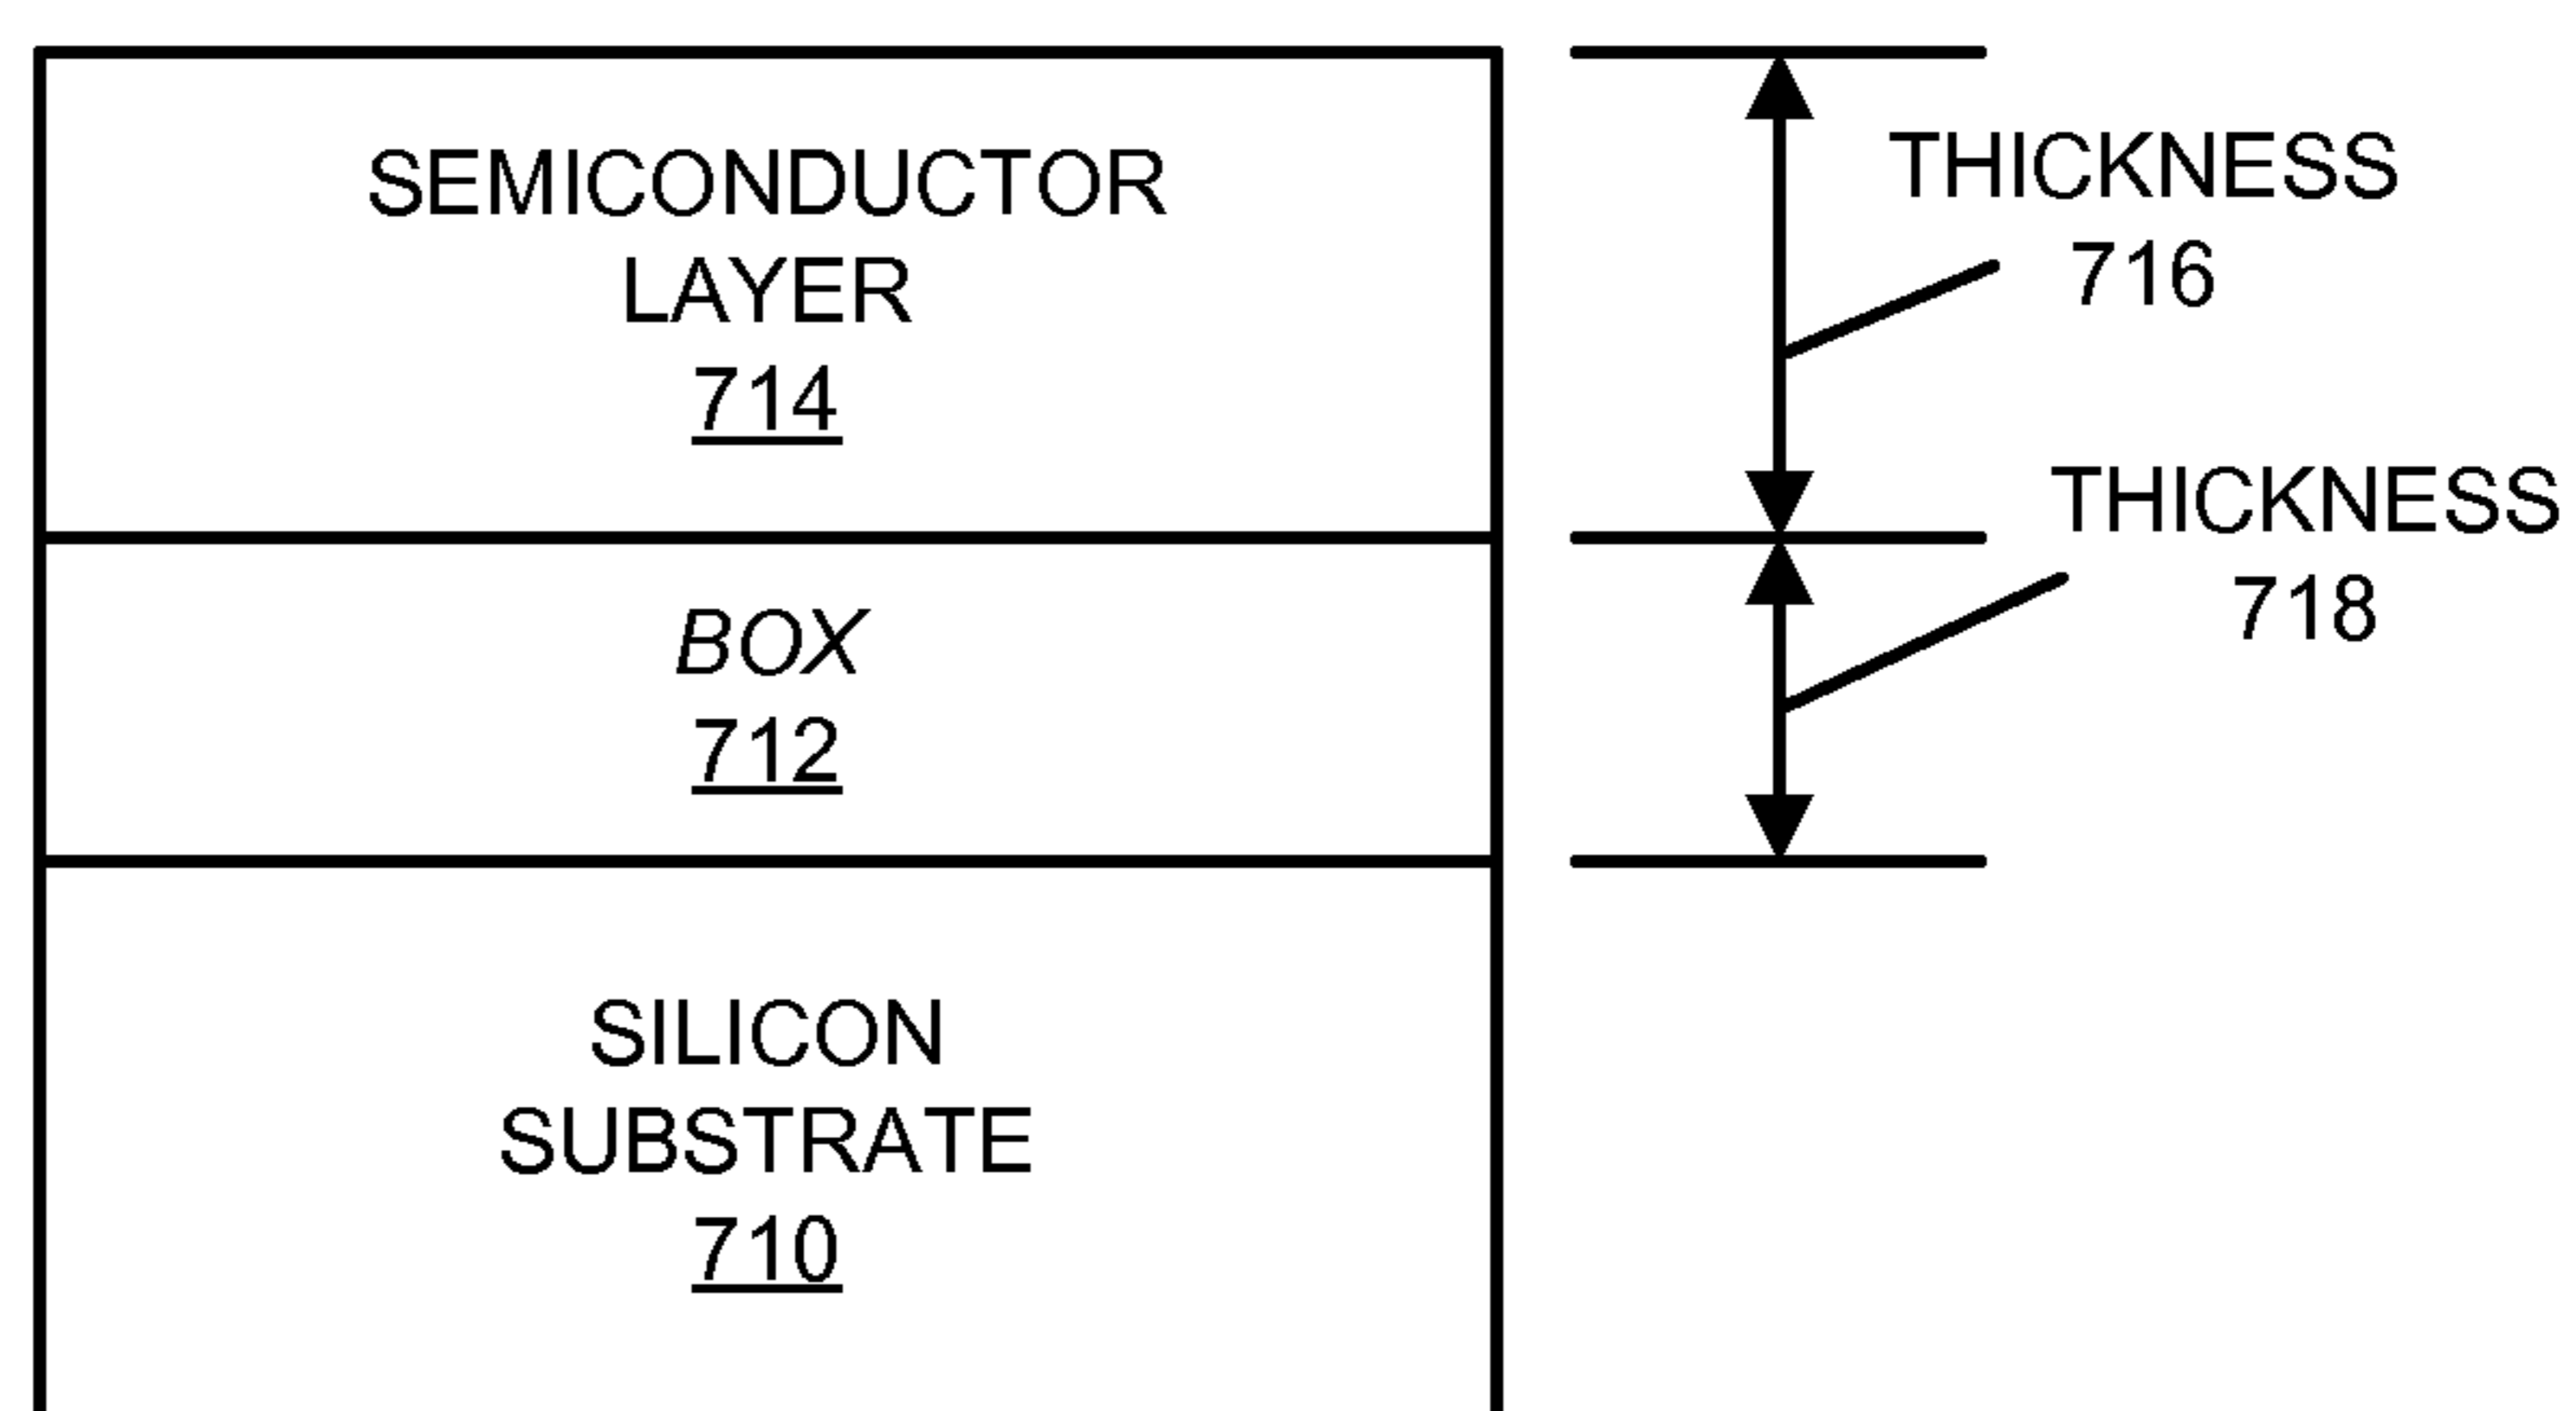 SEMICONDUCTOR
LAYER
714
THICKNESS
716
THICKNESS
718
BOX
712
SILICON
SUBSTRATE
710